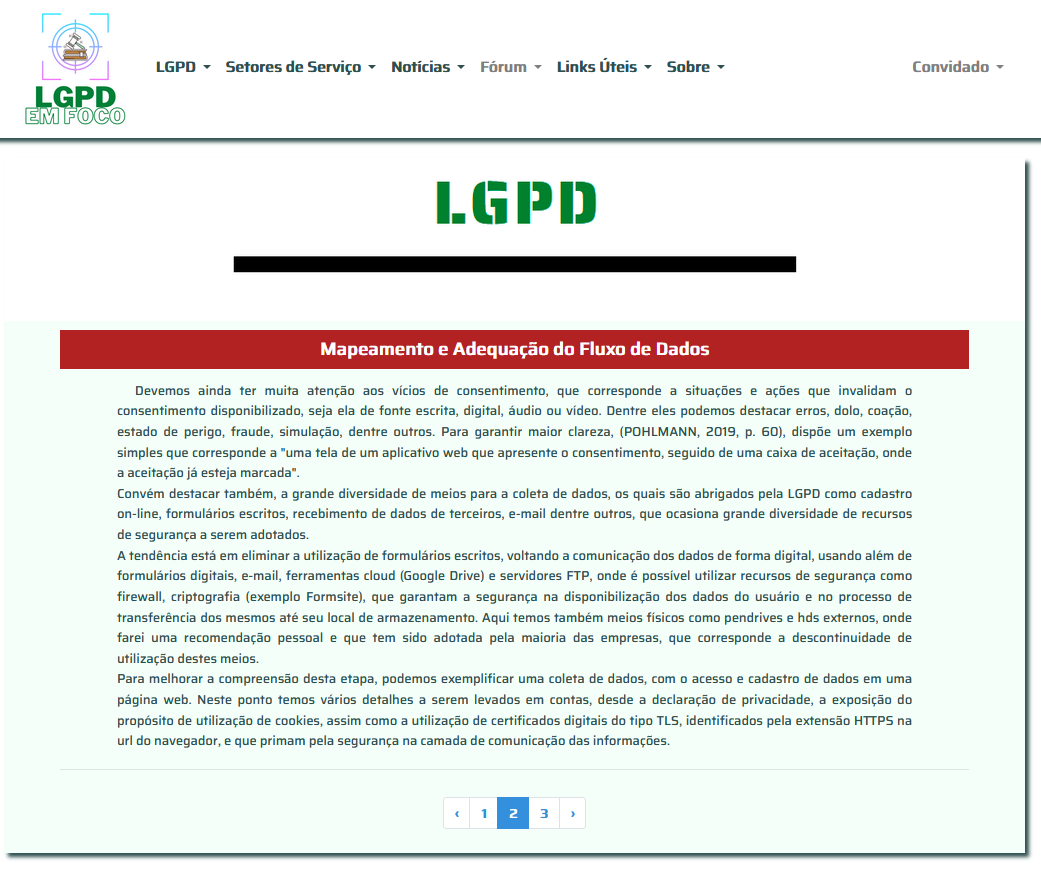 LGPD
EM FOCO
LGPD
Setores de Serviço
Notícias
Fórum
Links Úteis
Sobre
Convidado
LGPD
Mapeamento e Adequação do Fluxo de Dados
Devemos ainda ter muita atenção aos vícios de consentimento, que corresponde a situações e ações que invalidam o
consentimento disponibilizado, seja ela de fonte escrita, digital, áudio ou vídeo. Dentre eles podemos destacar erros, dolo, coação,
estado de perigo, fraude, simulação, dentre outros. Para garantir maior clareza, (POHLMANN, 2019, p. 60), dispõe um exemplo
simples que corresponde a "uma tela de um aplicativo web que apresente o consentimento, seguido de uma caixa de aceitação, onde
a aceitação já esteja marcada".
Convém destacar também, a grande diversidade de meios para a coleta de dados, os quais são abrigados pela LGPD como cadastro
on-line, formulários escritos, recebimento de dados de terceiros, e-mail dentre outros, que ocasiona grande diversidade de recursos
de segurança a serem adotados.
A tendência está em eliminar a utilização de formulários escritos, voltando a comunicação dos dados de forma digital, usando além de
formulários digitais, e-mail, ferramentas cloud (Google Drive) e servidores FTP, onde é possível utilizar recursos de segurança como
firewall, criptografia (exemplo Formsite), que garantam a segurança na disponibilização dos dados do usuário e no processo de
transferência dos mesmos até seu local de armazenamento. Aqui temos também meios físicos como pendrives e hds externos, onde
farei uma recomendação pessoal e que tem sido adotada pela maioria das empresas, que corresponde a descontinuidade de
utilização destes meios.
Para melhorar a compreensão desta etapa, podemos exemplificar uma coleta de dados, com o acesso e cadastro de dados em uma
página web. Neste ponto temos vários detalhes a serem levados em contas, desde a declaração de privacidade, a exposição do
propósito de utilização de cookies, assim como a utilização de certificados digitais do tipo TLS, identificados pela extensão HTTPS na
url do navegador, e que primam pela segurança na camada de comunicação das informações.
‹ 1 2 3 ›